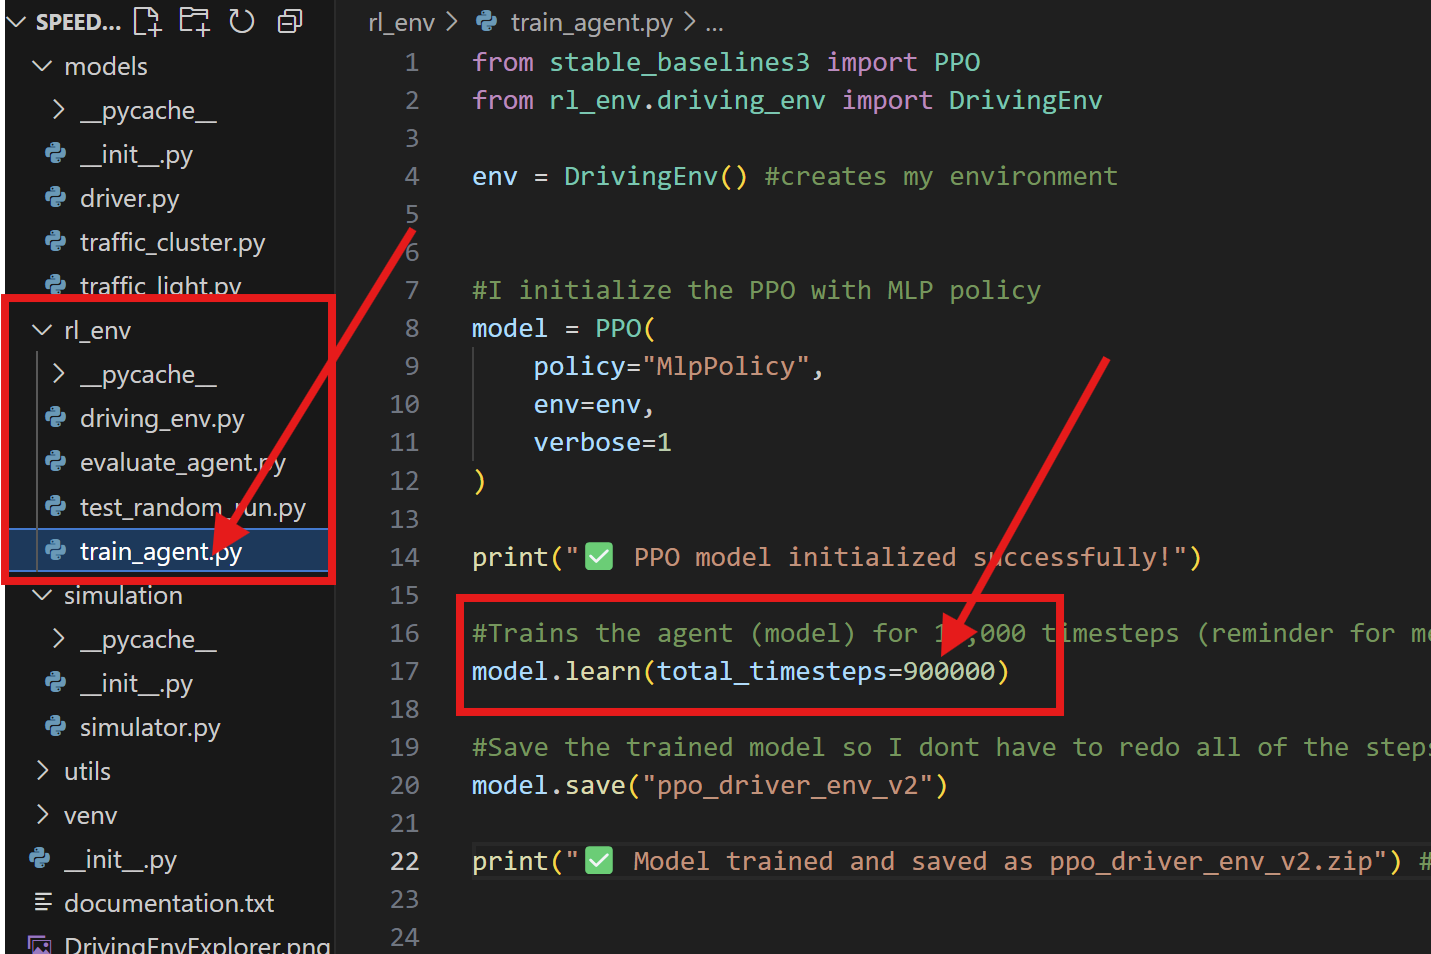 SPEED...
models
__pycache__
__init__.py
driver.py
traffic_cluster.py
traffic_light.py
rl_env
__pycache__
driving_env.py
evaluate_agent.py
test_random_run.py
train_agent.py
simulation
__pycache__
__init__.py
simulator.py
utils
venv
__init__.py
documentation.txt
DrivingEnvExplorer.png
rl_env > train_agent.py > ...
1 from stable_baselines3 import PPO
2 from rl_env.driving_env import DrivingEnv
3
4 env = DrivingEnv() #creates my environment
5
6
7 #I initialize the PPO with MLP policy
8 model = PPO(
9 policy="MlpPolicy",
10 env=env,
11 verbose=1
12 )
13
14 print("✅ PPO model initialized successfully!")
15
16 #Trains the agent (model) for ,000 timesteps (reminder for
17 model.learn(total_timesteps=900000)
18
19 #Save the trained model so I dont have to redo all of the steps
20 model.save("ppo_driver_env_v2")
21
22 print("✅ Model trained and saved as ppo_driver_env_v2.zip") #
23
24